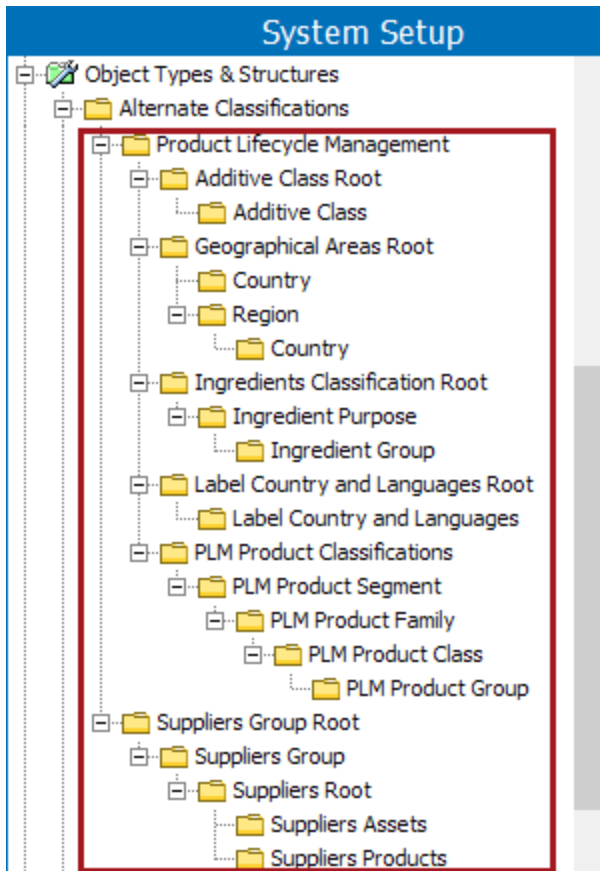 System Setup
Object Types & Structures
Alternate Classifications
Product Lifecycle Management
Additive Class Root
Additive Class
Geographical Areas Root
Country
Region
Country
Ingredients Classification Root
Ingredient Purpose
Ingredient Group
Label Country and Languages Root
Label Country and Languages
PLM Product Classifications
PLM Product Segment
PLM Product Family
PLM Product Class
PLM Product Group
Suppliers Group Root
Suppliers Group
Suppliers Root
Suppliers Assets
Suppliers Products